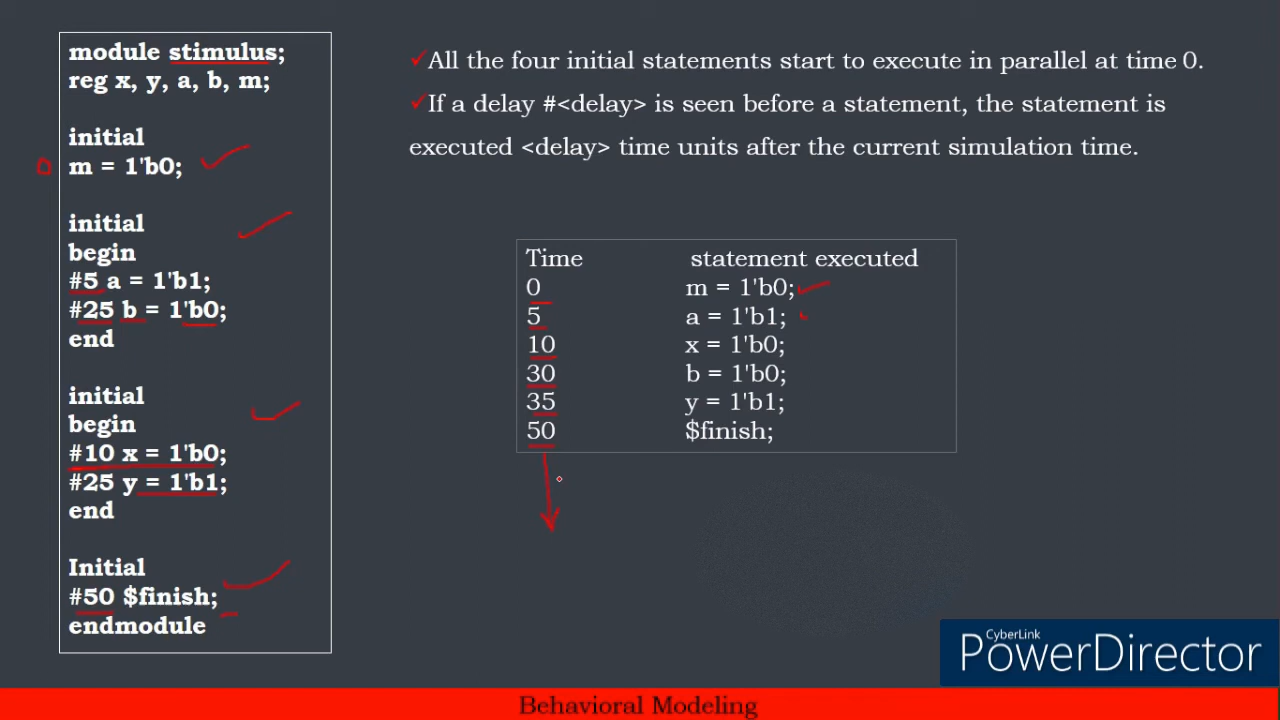 module stimulus;
reg x, y, a, b, m;
initial
m = 1'b0;
initial
begin
#5 a = 1'b1;
#25 b = 1'b0;
end
initial
begin
#10 x = 1'b0;
#25 y = 1'b1;
end
Initial
#50 $finish;
endmodule
✓All the four initial statements start to execute in parallel at time 0.
✓If a delay #<delay> is seen before a statement, the statement is
executed <delay> time units after the current simulation time.
Time statement executed
0 m = 1'b0;
5 a = 1'b1;
10 x = 1'b0;
30 b = 1'b0;
35 y = 1'b1;
50 $finish;
CyberLink
PowerDirector
Behavioral Modeling